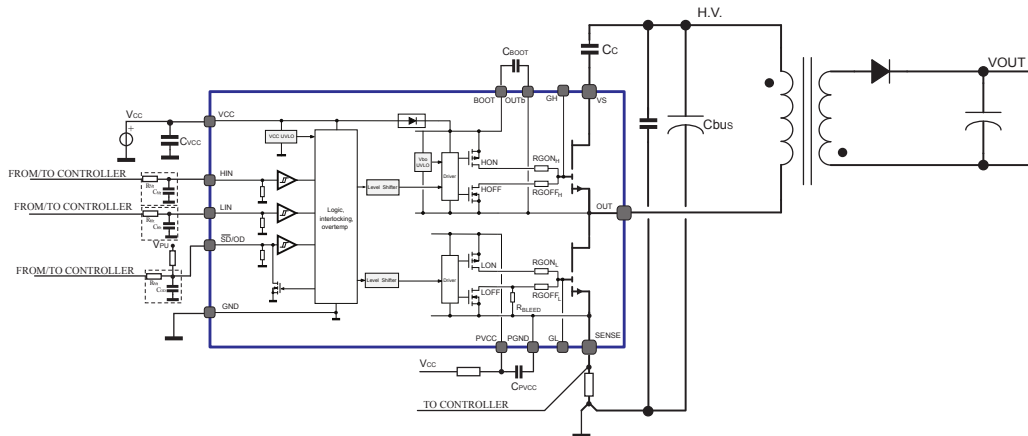 H.V.
CBOOT
CC
BOOT OUTb GH VS
VCC
VCC
VCC UVLO
CVCC
Cbus
VOUT
FROM/TO CONTROLLER
HIN
Vbo UVLO
Driver
HON
HOFF
RGONH
RGOFFH
Level Shifter
FROM/TO CONTROLLER
LIN
OUT
Logic,
interlocking,
overtemp
VPU
SD/OD
FROM/TO CONTROLLER
Level Shifter
Driver
LON
LOFF
RGONL
RGOFFL
RBLEED
GND
PVCC PGND GL SENSE
VCC
CPVCC
TO CONTROLLER